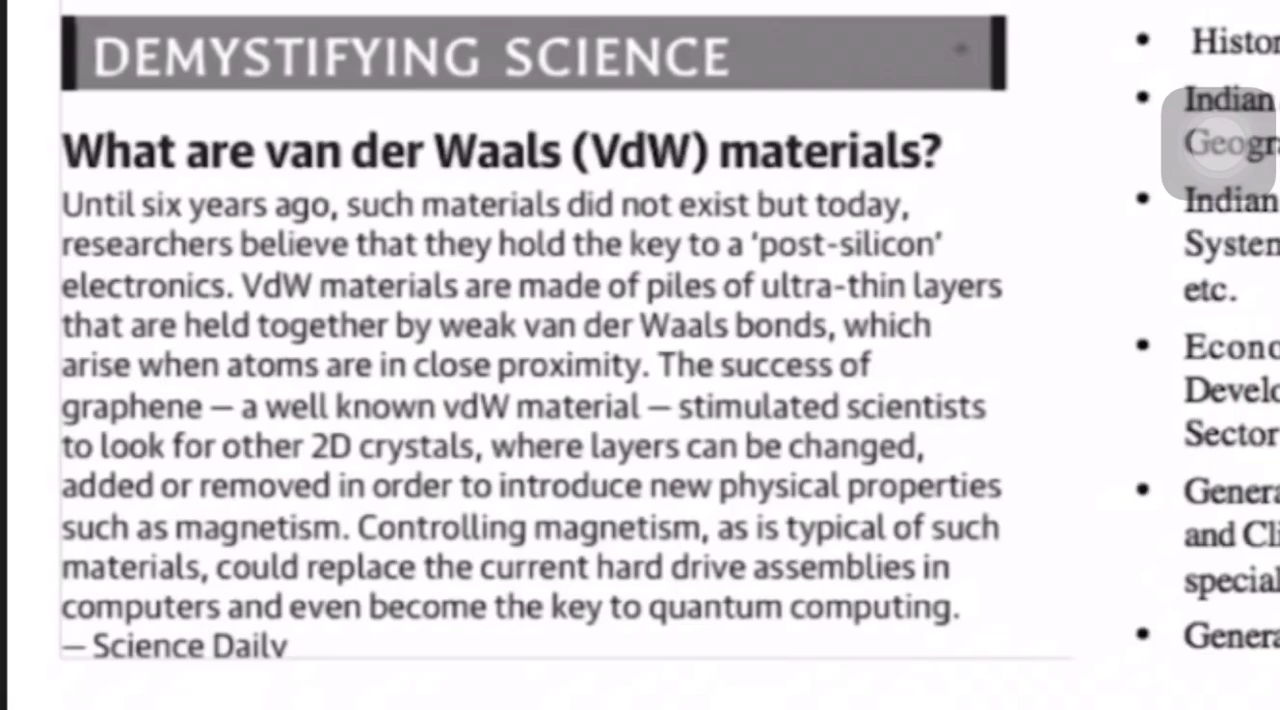 DEMYSTIFYING SCIENCE
What are van der Waals (VdW) materials?
Until six years ago, such materials did not exist but today,
researchers believe that they hold the key to a ‘post-silicon’
electronics. VdW materials are made of piles of ultra-thin layers
that are held together by weak van der Waals bonds, which
arise when atoms are in close proximity. The success of
graphene — a well known vdW material — stimulated scientists
to look for other 2D crystals, where layers can be changed,
added or removed in order to introduce new physical properties
such as magnetism. Controlling magnetism, as is typical of such
materials, could replace the current hard drive assemblies in
computers and even become the key to quantum computing.
— Science Daily
• 
• Indian
• Indian
etc.
• 
Sector
• 
and
•